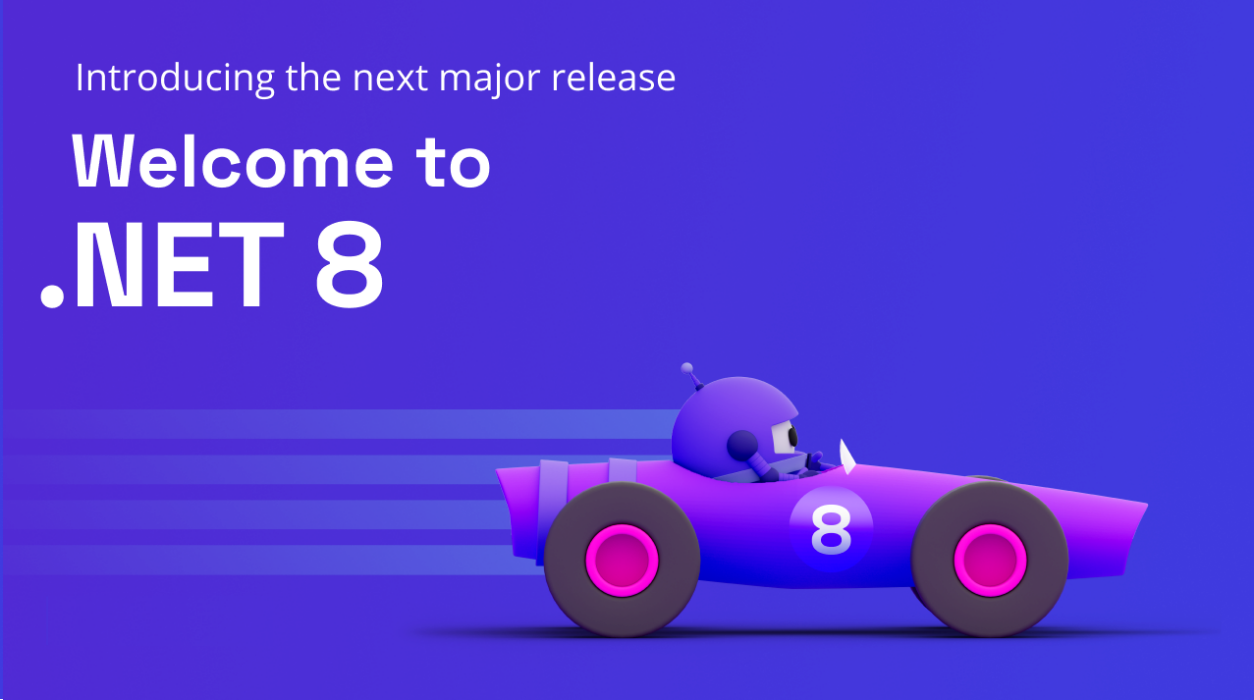 Introducing the next major release
Welcome to
.NET 8
8